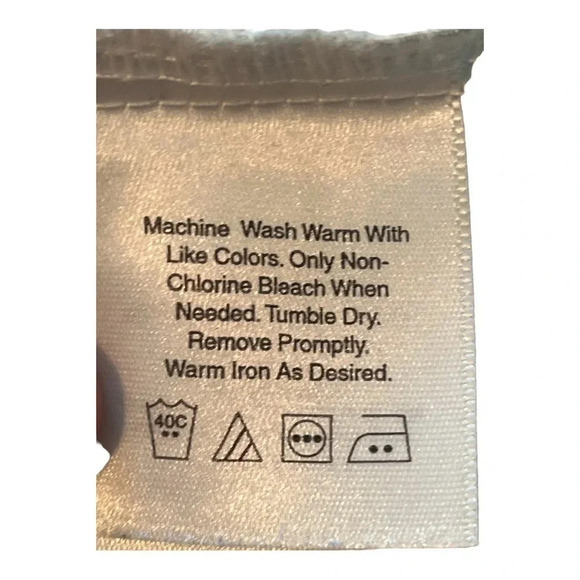 Machine Wash Warm With
Like Colors. Only Non-
Chlorine Bleach When
Needed. Tumble Dry.
Remove Promptly.
Warm Iron As Desired.
40C